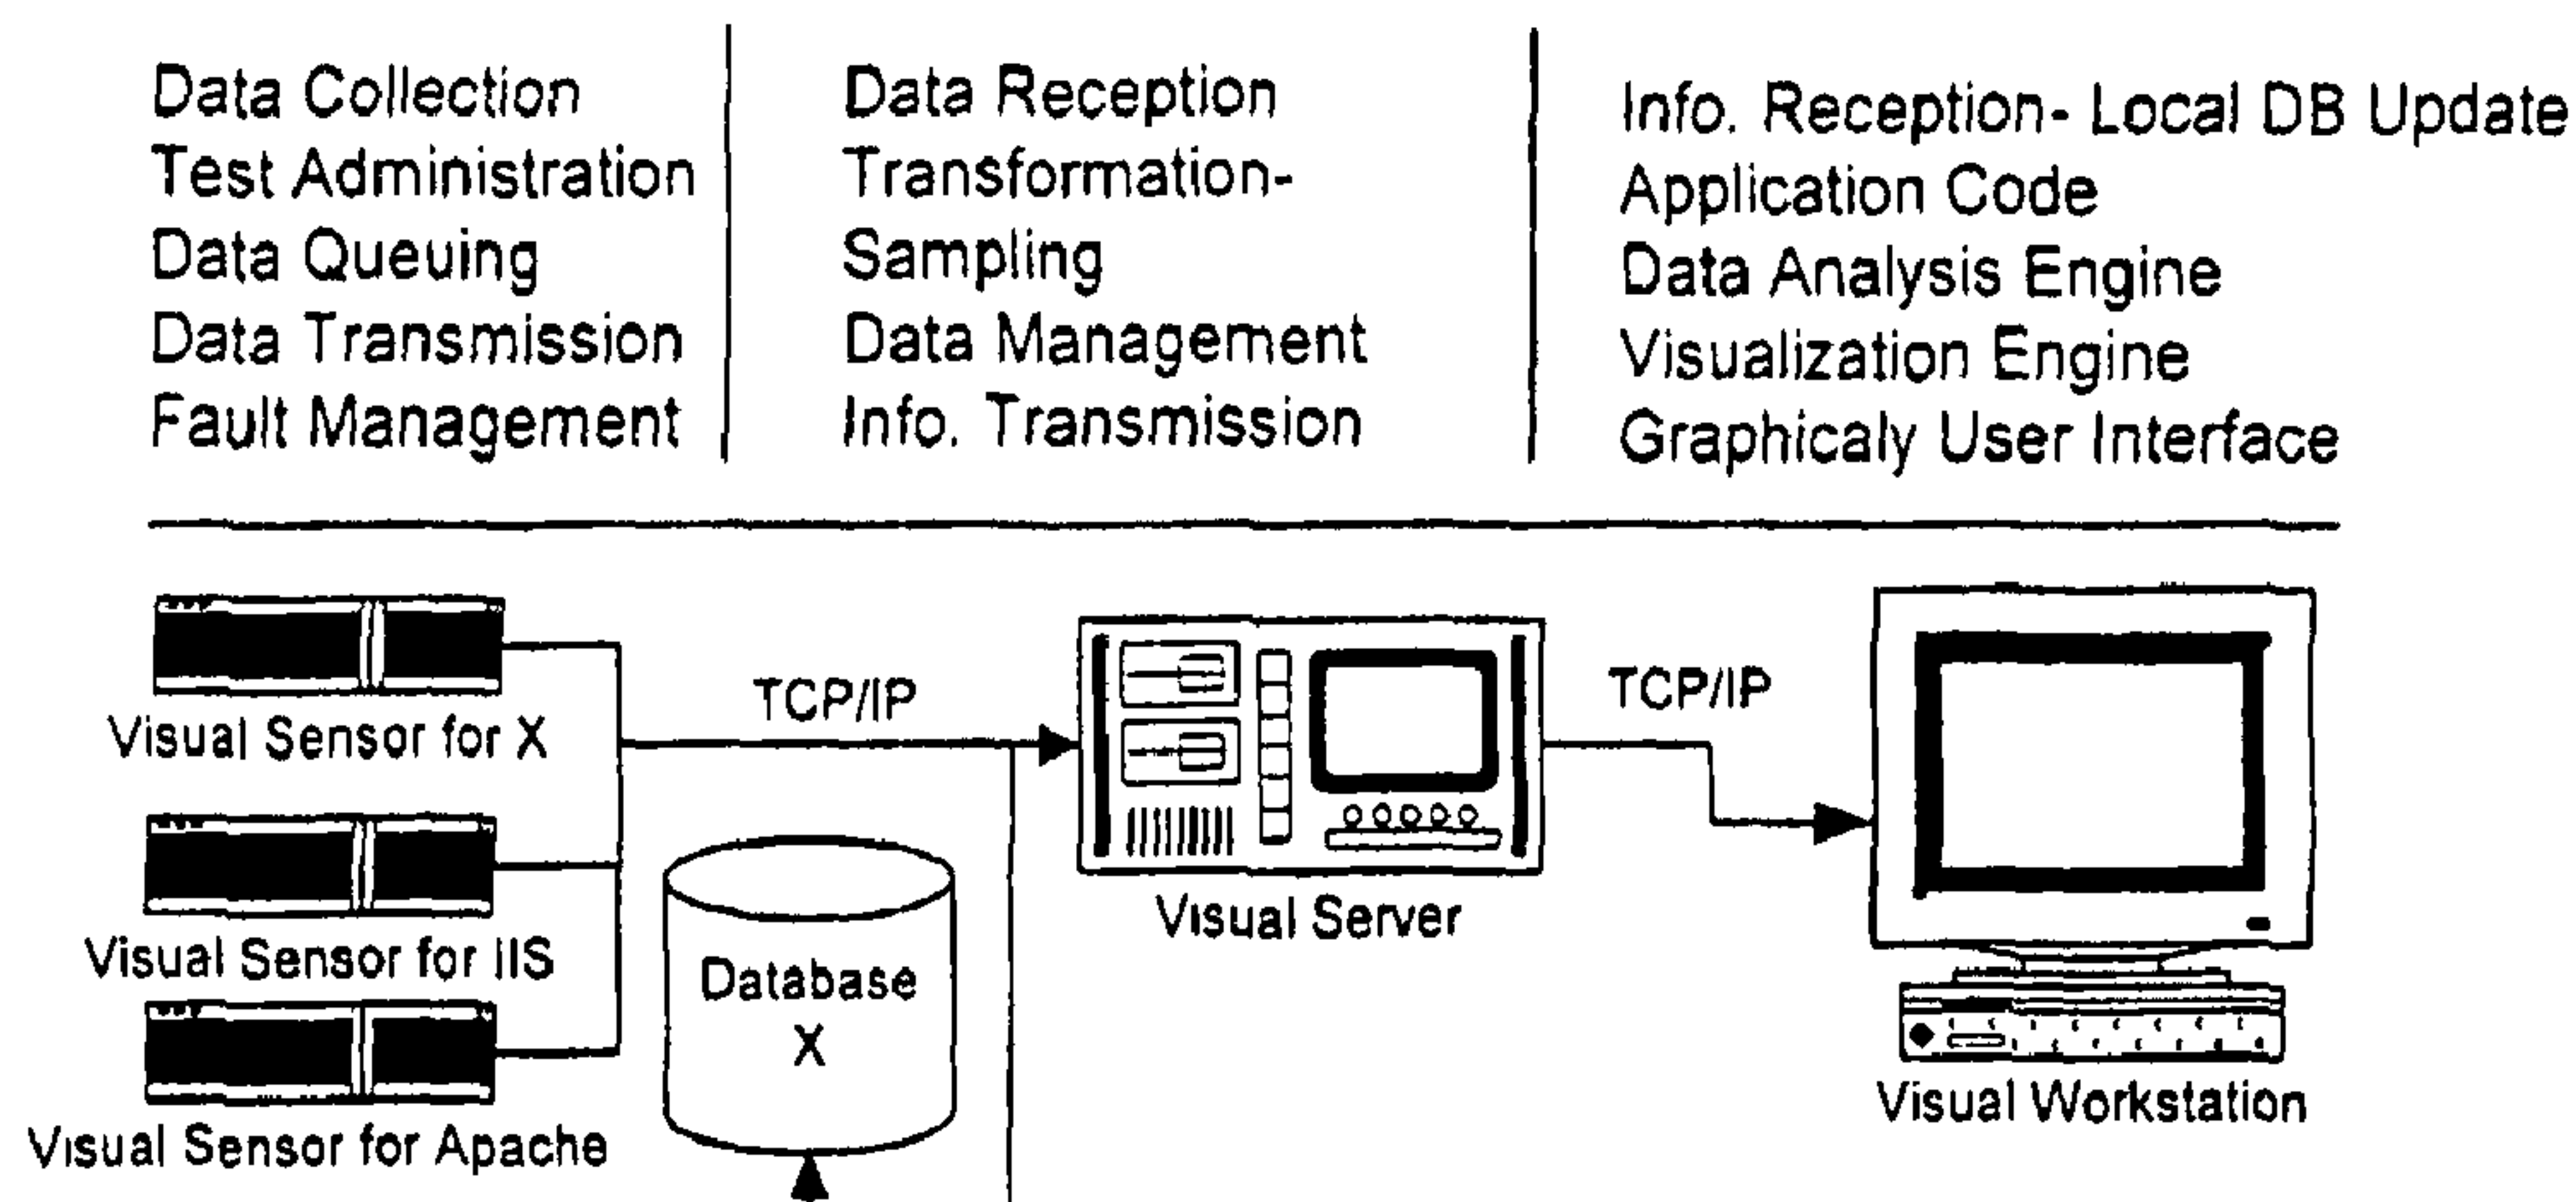 Data Collection
Test Administration
Data Queuing
Data Transmission
Fault Management
Data Reception
Transformation-
Sampling
Data Management
Info. Transmission
Info. Reception- Local DB Update
Application Code
Data Analysis Engine
Visualization Engine
Graphicaly User Interface
Visual Sensor for X
TCP/IP
TCP/IP
Visual Sensor for IIS
Database
X
Visual Server
Visual Sensor for Apache
Visual Workstation